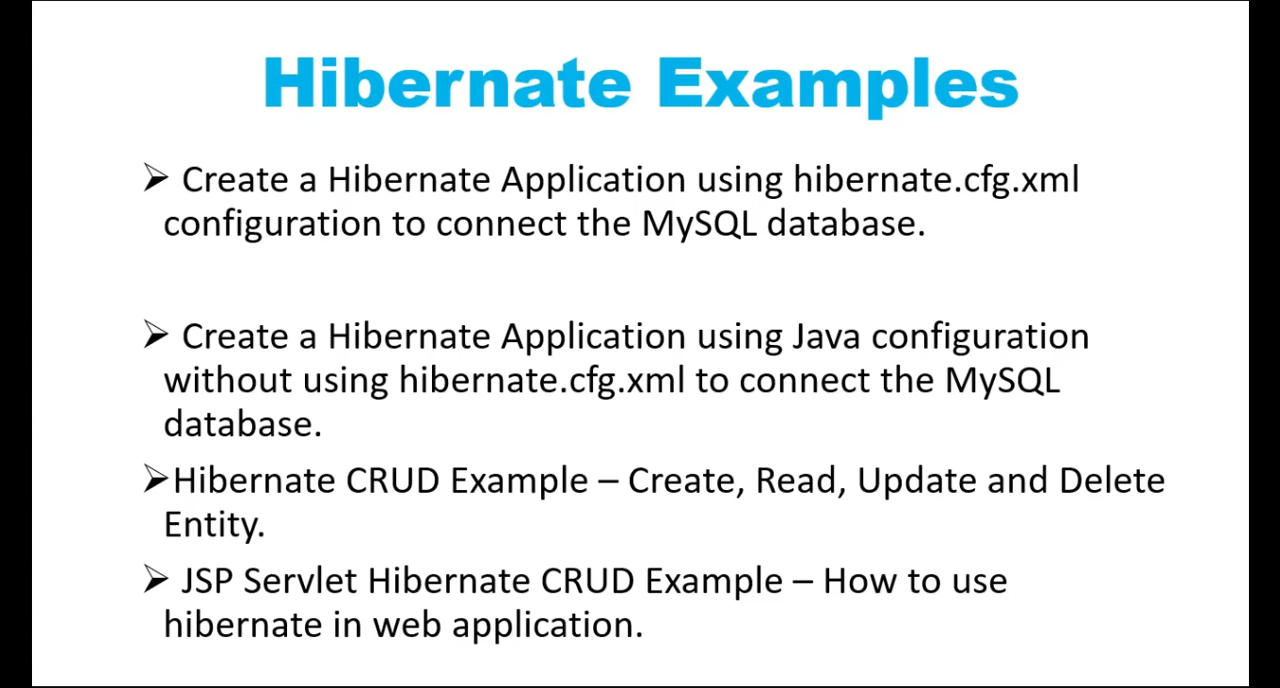 Hibernate Examples
➢ Create a Hibernate Application using hibernate.cfg.xml
configuration to connect the MySQL database.
➢ Create a Hibernate Application using Java configuration
without using hibernate.cfg.xml to connect the MySQL
database.
➢Hibernate CRUD Example – Create, Read, Update and Delete
Entity.
➢ JSP Servlet Hibernate CRUD Example – How to use
hibernate in web application.